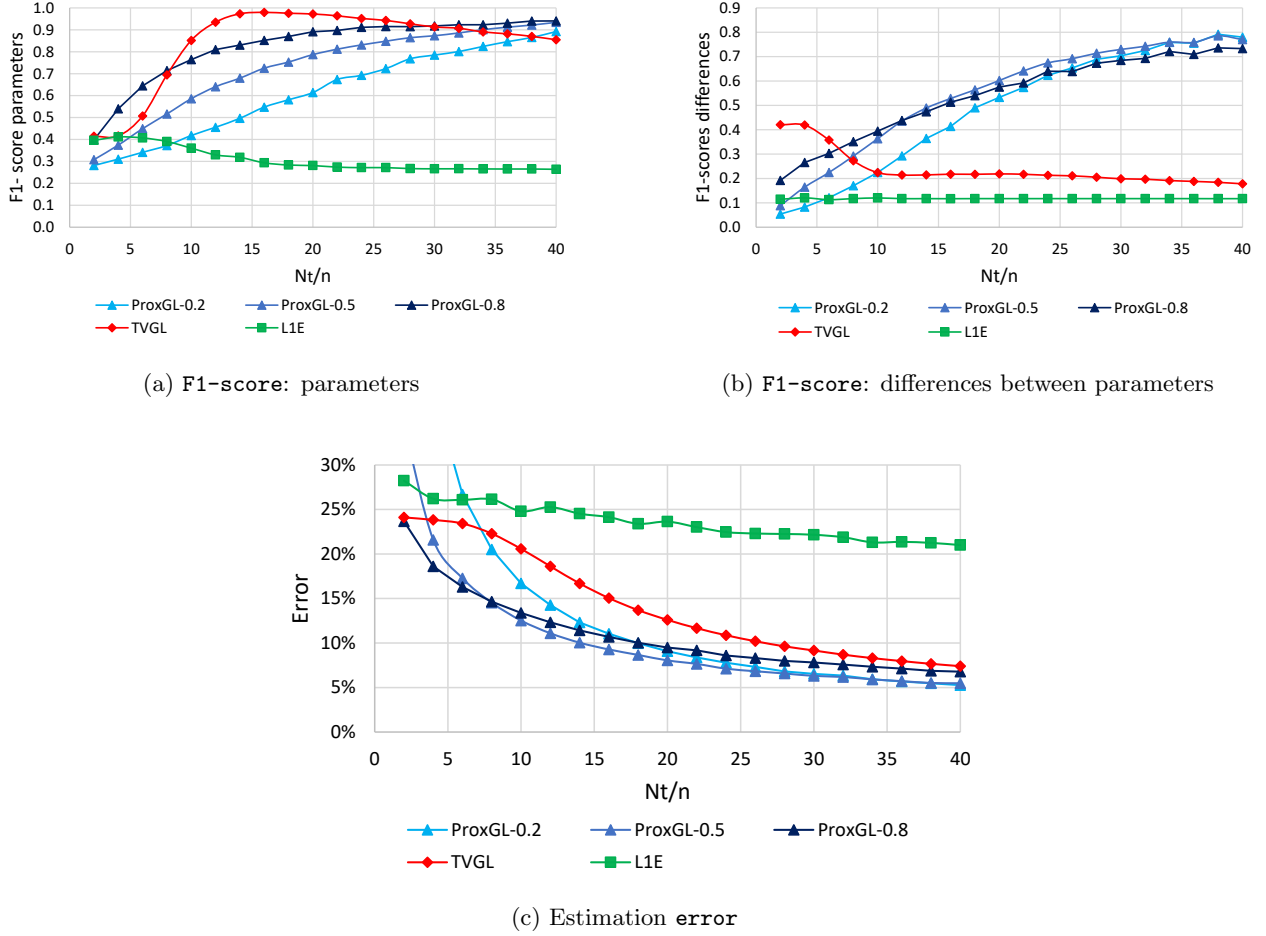 F1- score parameters
1.0
0.9
0.8
0.7
0.6
0.5
0.4
0.3
0.2
0.1
0.0
0 5 10 15 20 25 30 35 40
Nt/n
ProxGL-0.2 ProxGL-0.5 ProxGL-0.8
TVGL L1E
(a) F1-score: parameters
F1-scores differences
0.9
0.8
0.7
0.6
0.5
0.4
0.3
0.2
0.1
0.0
0 5 10 15 20 25 30 35 40
Nt/n
ProxGL-0.2 ProxGL-0.5 ProxGL-0.8
TVGL L1E
(b) F1-score: differences between parameters
Error
30%
25%
20%
15%
10%
5%
0%
0 5 10 15 20 25 30 35 40
Nt/n
ProxGL-0.2 ProxGL-0.5 ProxGL-0.8
TVGL L1E
(c) Estimation error